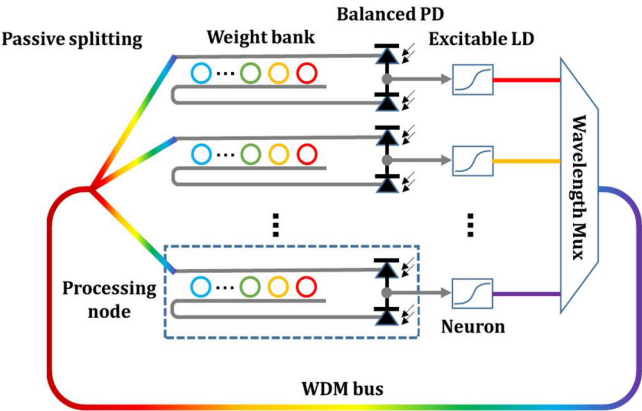 Balanced PD
Passive splitting
Weight bank
Excitable LD
Wavelength Mux
Processing
node
Neuron
WDM bus